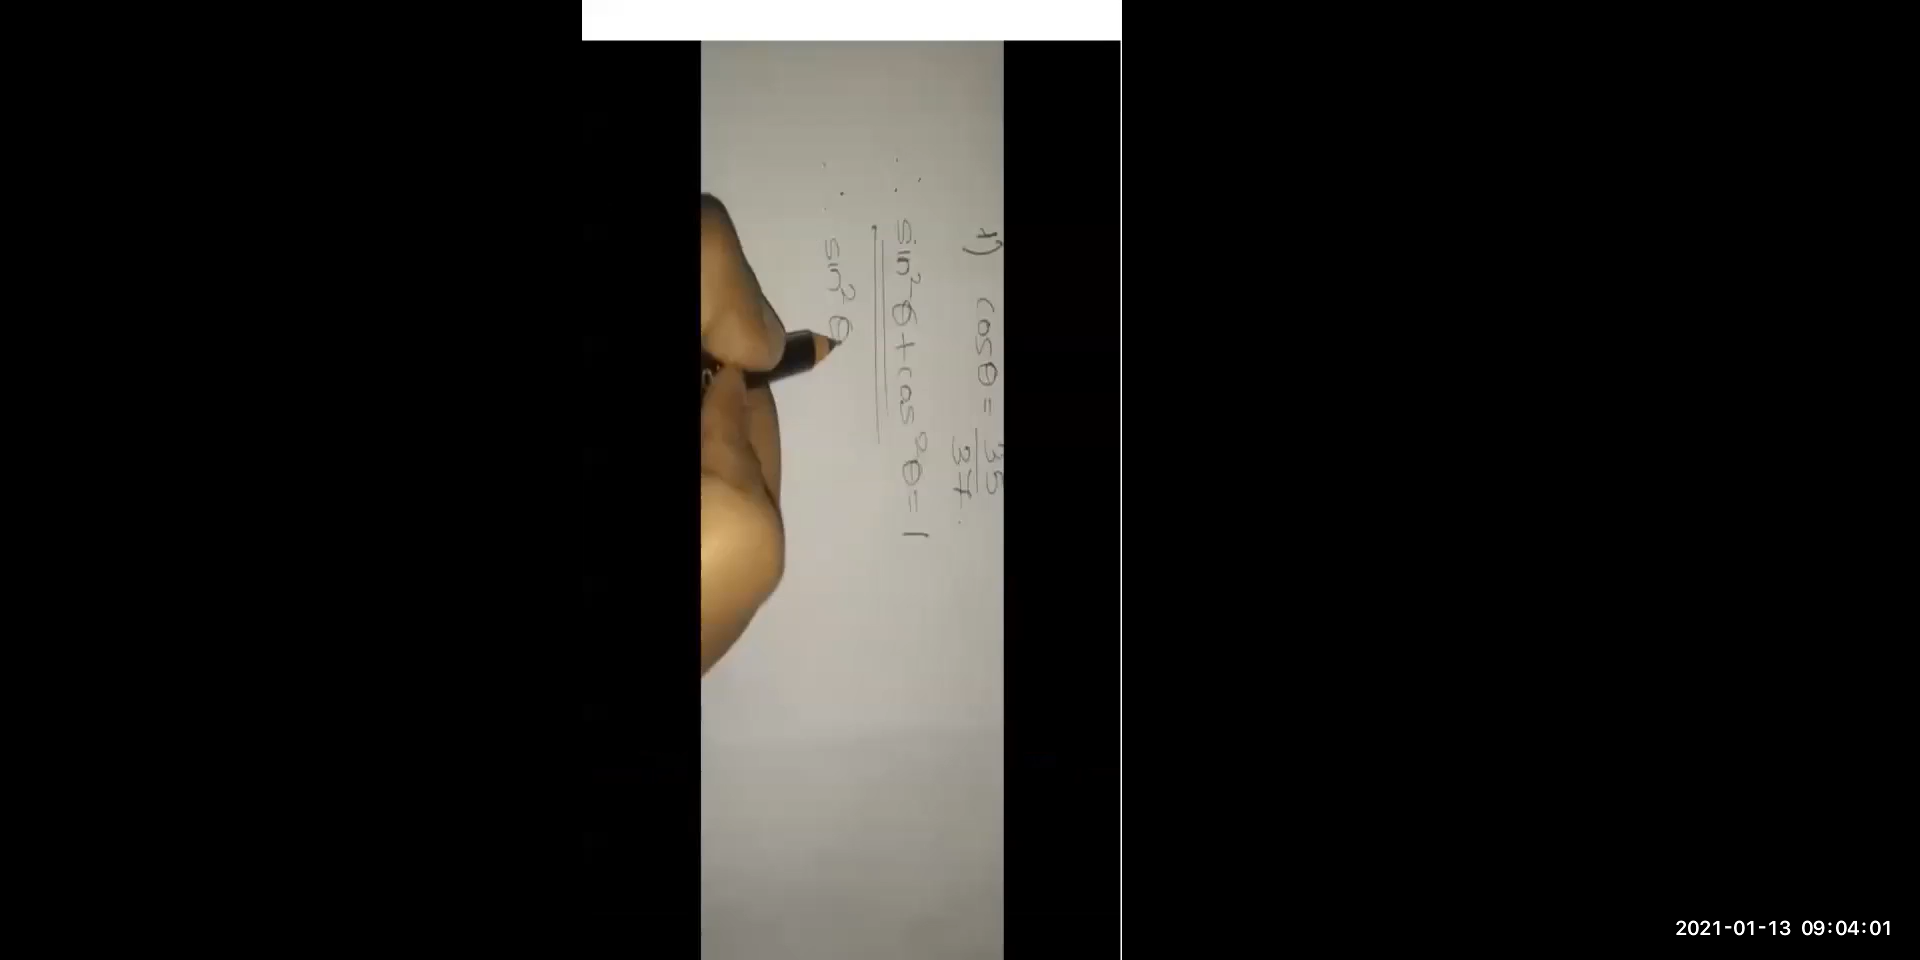 1) cosθ = 35/37.
∴ sin²θ + cos²θ = 1
∴ sin²θ
2021-01-13 09:04:01